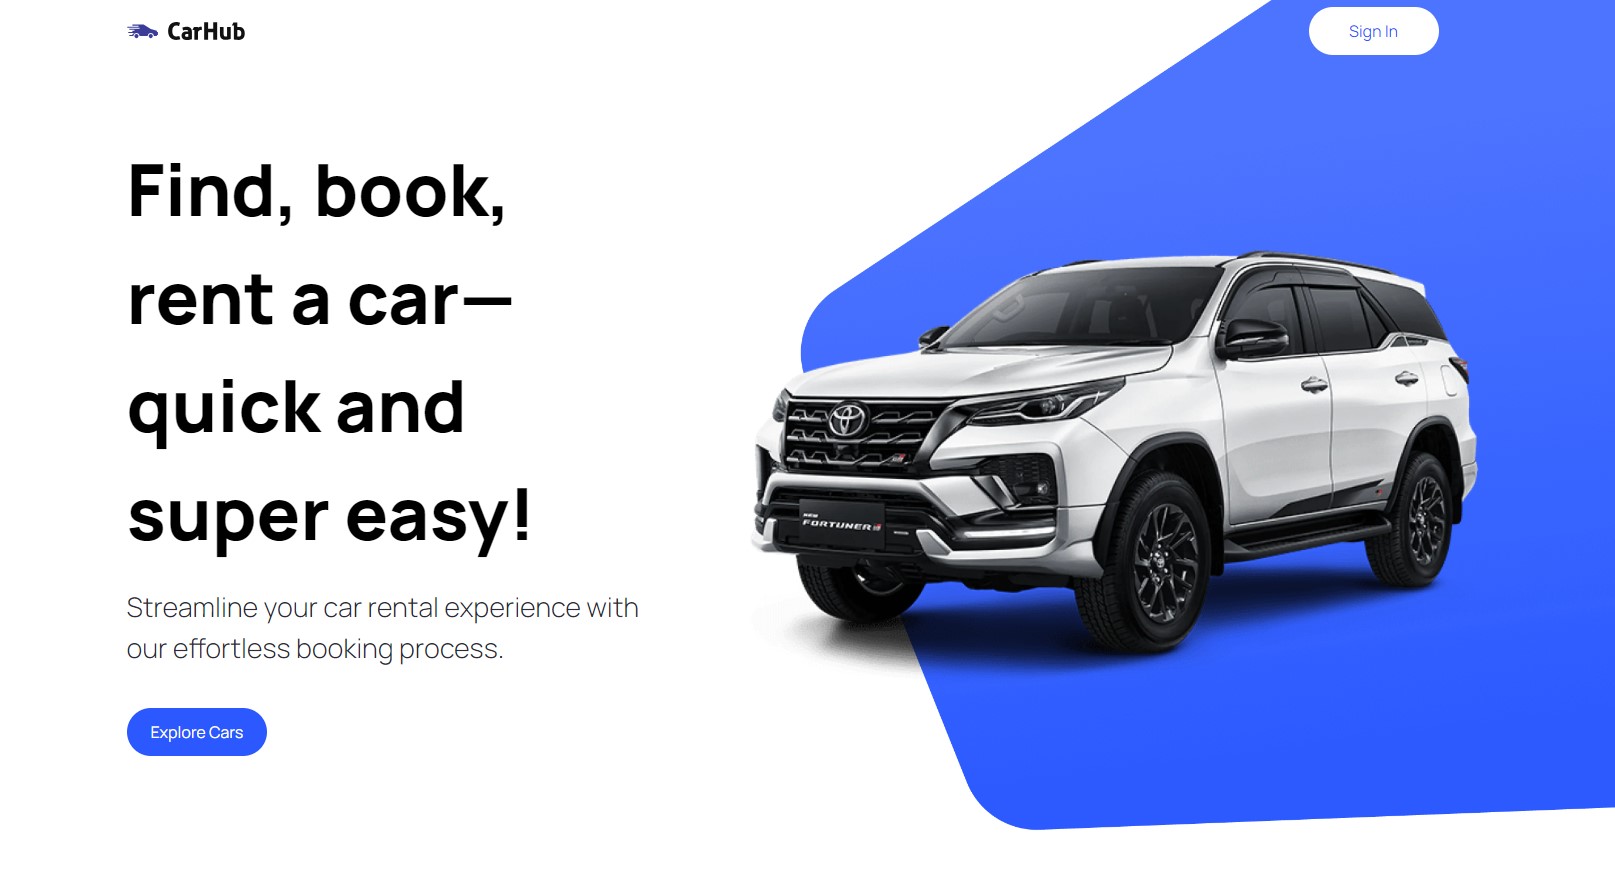 CarHub
Sign In
Find, book,
rent a car—
quick and
super easy!
Streamline your car rental experience with
our effortless booking process.
Explore Cars
NEW
FORTUNER